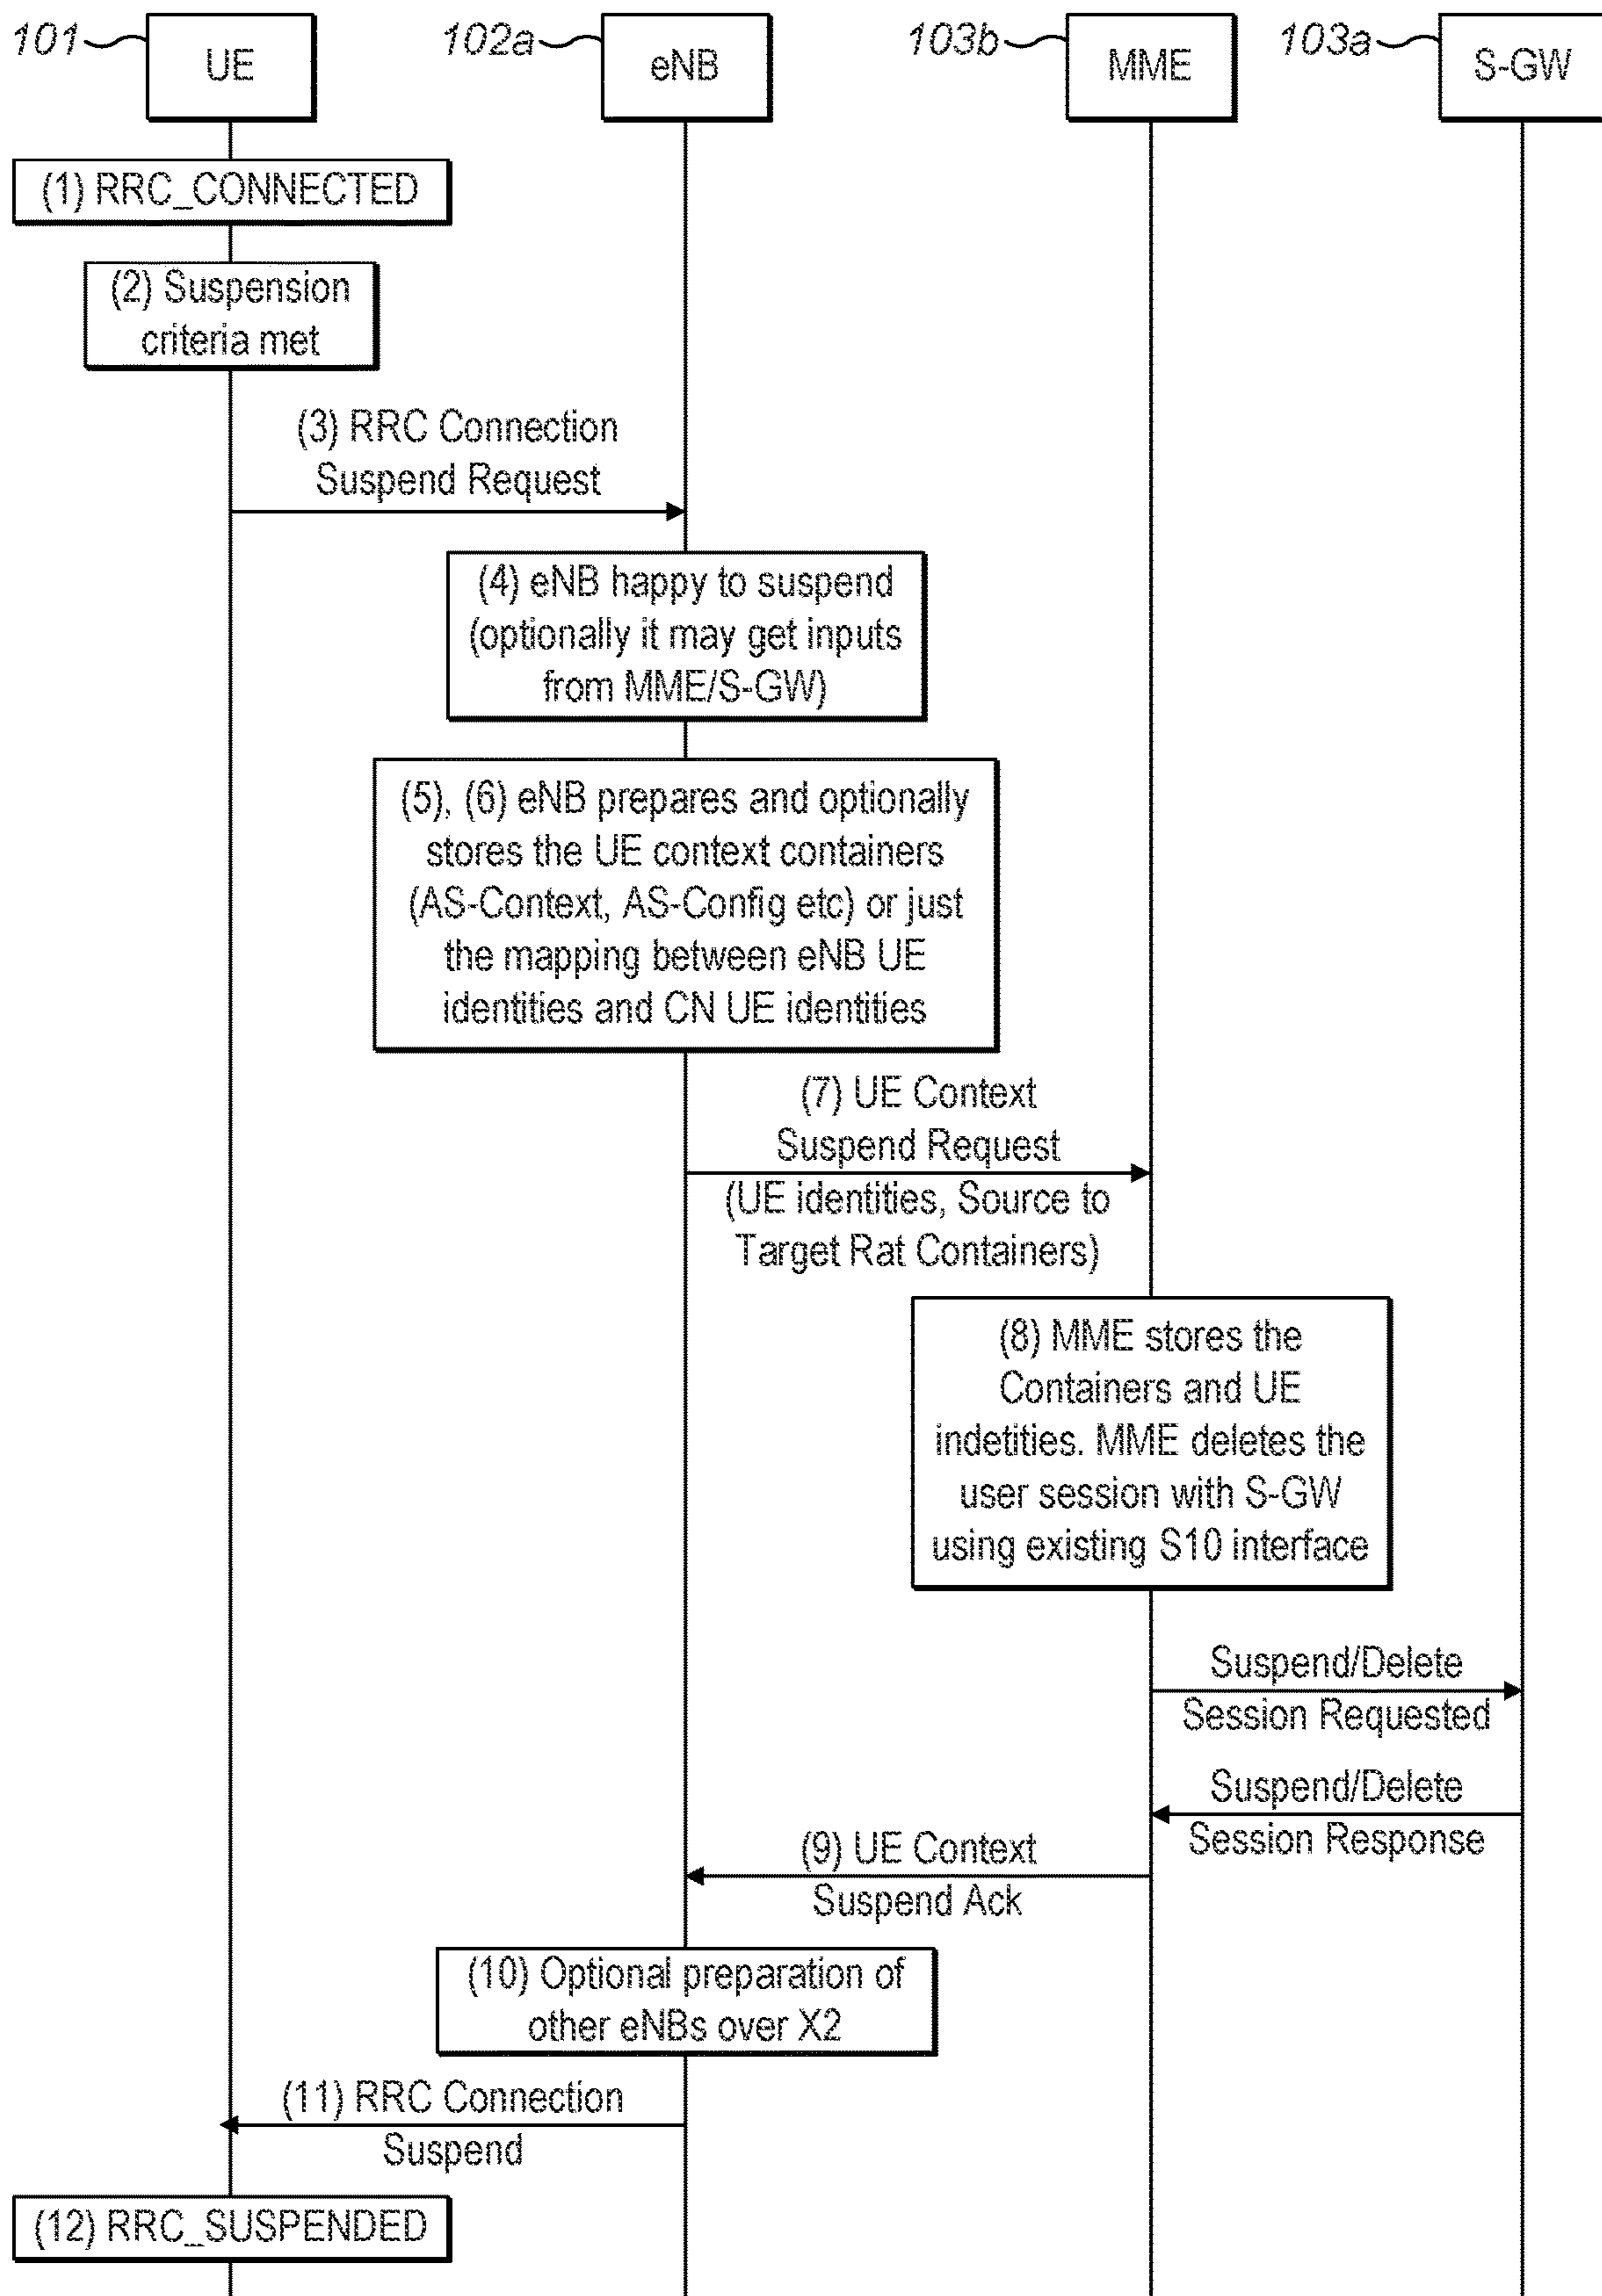 101
UE
102a
eNB
103b
MME
103a
S-GW
(1) RRC_CONNECTED
(2) Suspension
criteria met
(3) RRC Connection
Suspend Request
(4) eNB happy to suspend
(optionally it may get inputs
from MME/S-GW)
(5), (6) eNB prepares and optionally
stores the UE context containers
(AS-Context, AS-Config etc) or just
the mapping between eNB UE
identities and CN UE identities
(7) UE Context
Suspend Request
(UE identities, Source to
Target Rat Containers)
(8) MME stores the
Containers and UE
indetities. MME deletes the
user session with S-GW
using existing S10 interface
Suspend/Delete
Session Requested
Suspend/Delete
Session Response
(9) UE Context
Suspend Ack
(10) Optional preparation of
other eNBs over X2
(11) RRC Connection
Suspend
(12) RRC_SUSPENDED